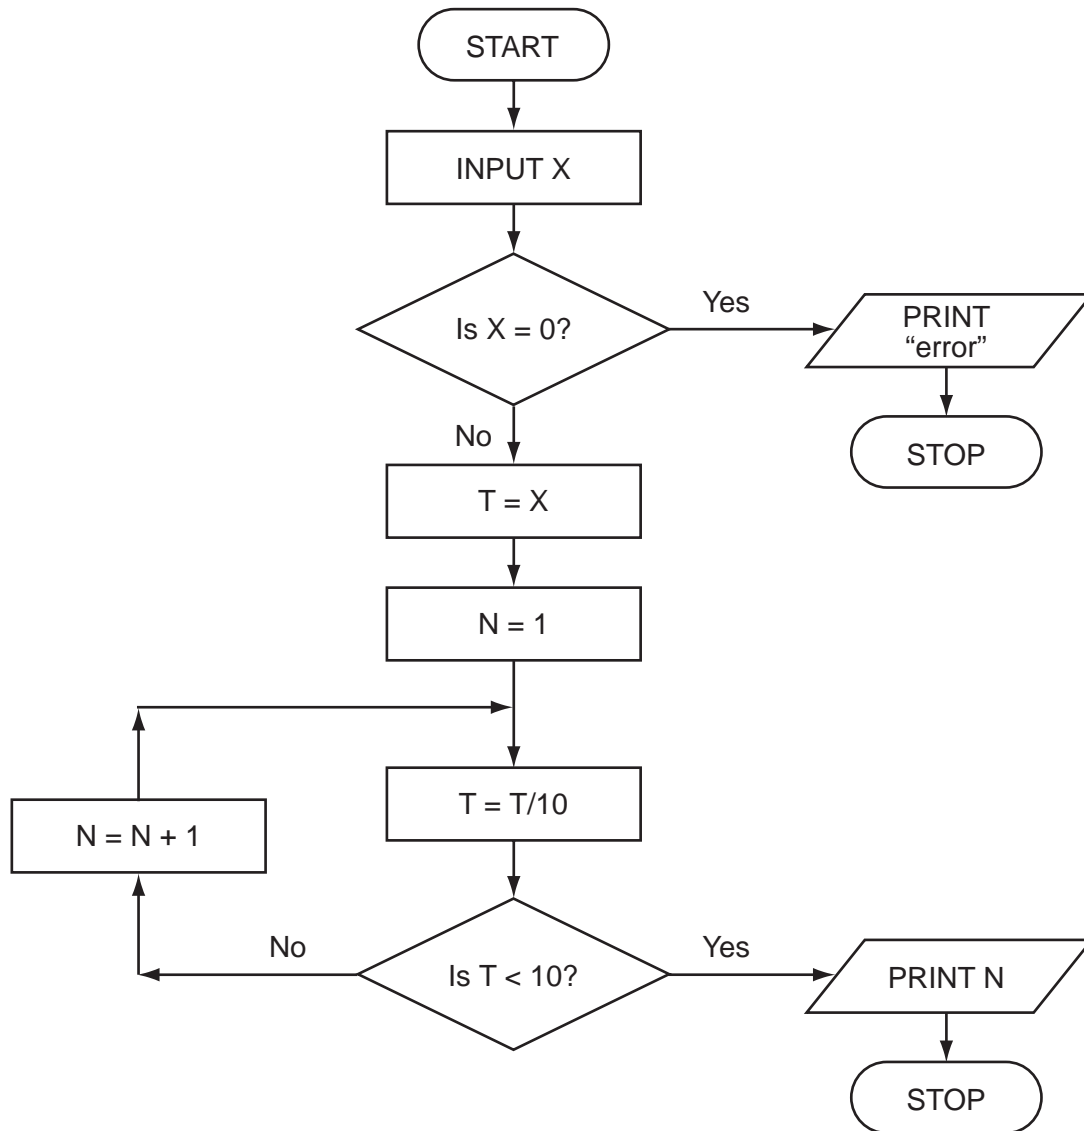 START
INPUT X
Is X = 0?
Yes
PRINT
“error”
STOP
No
T = X
N = 1
T = T/10
N = N + 1
No
Is T < 10?
Yes
PRINT N
STOP